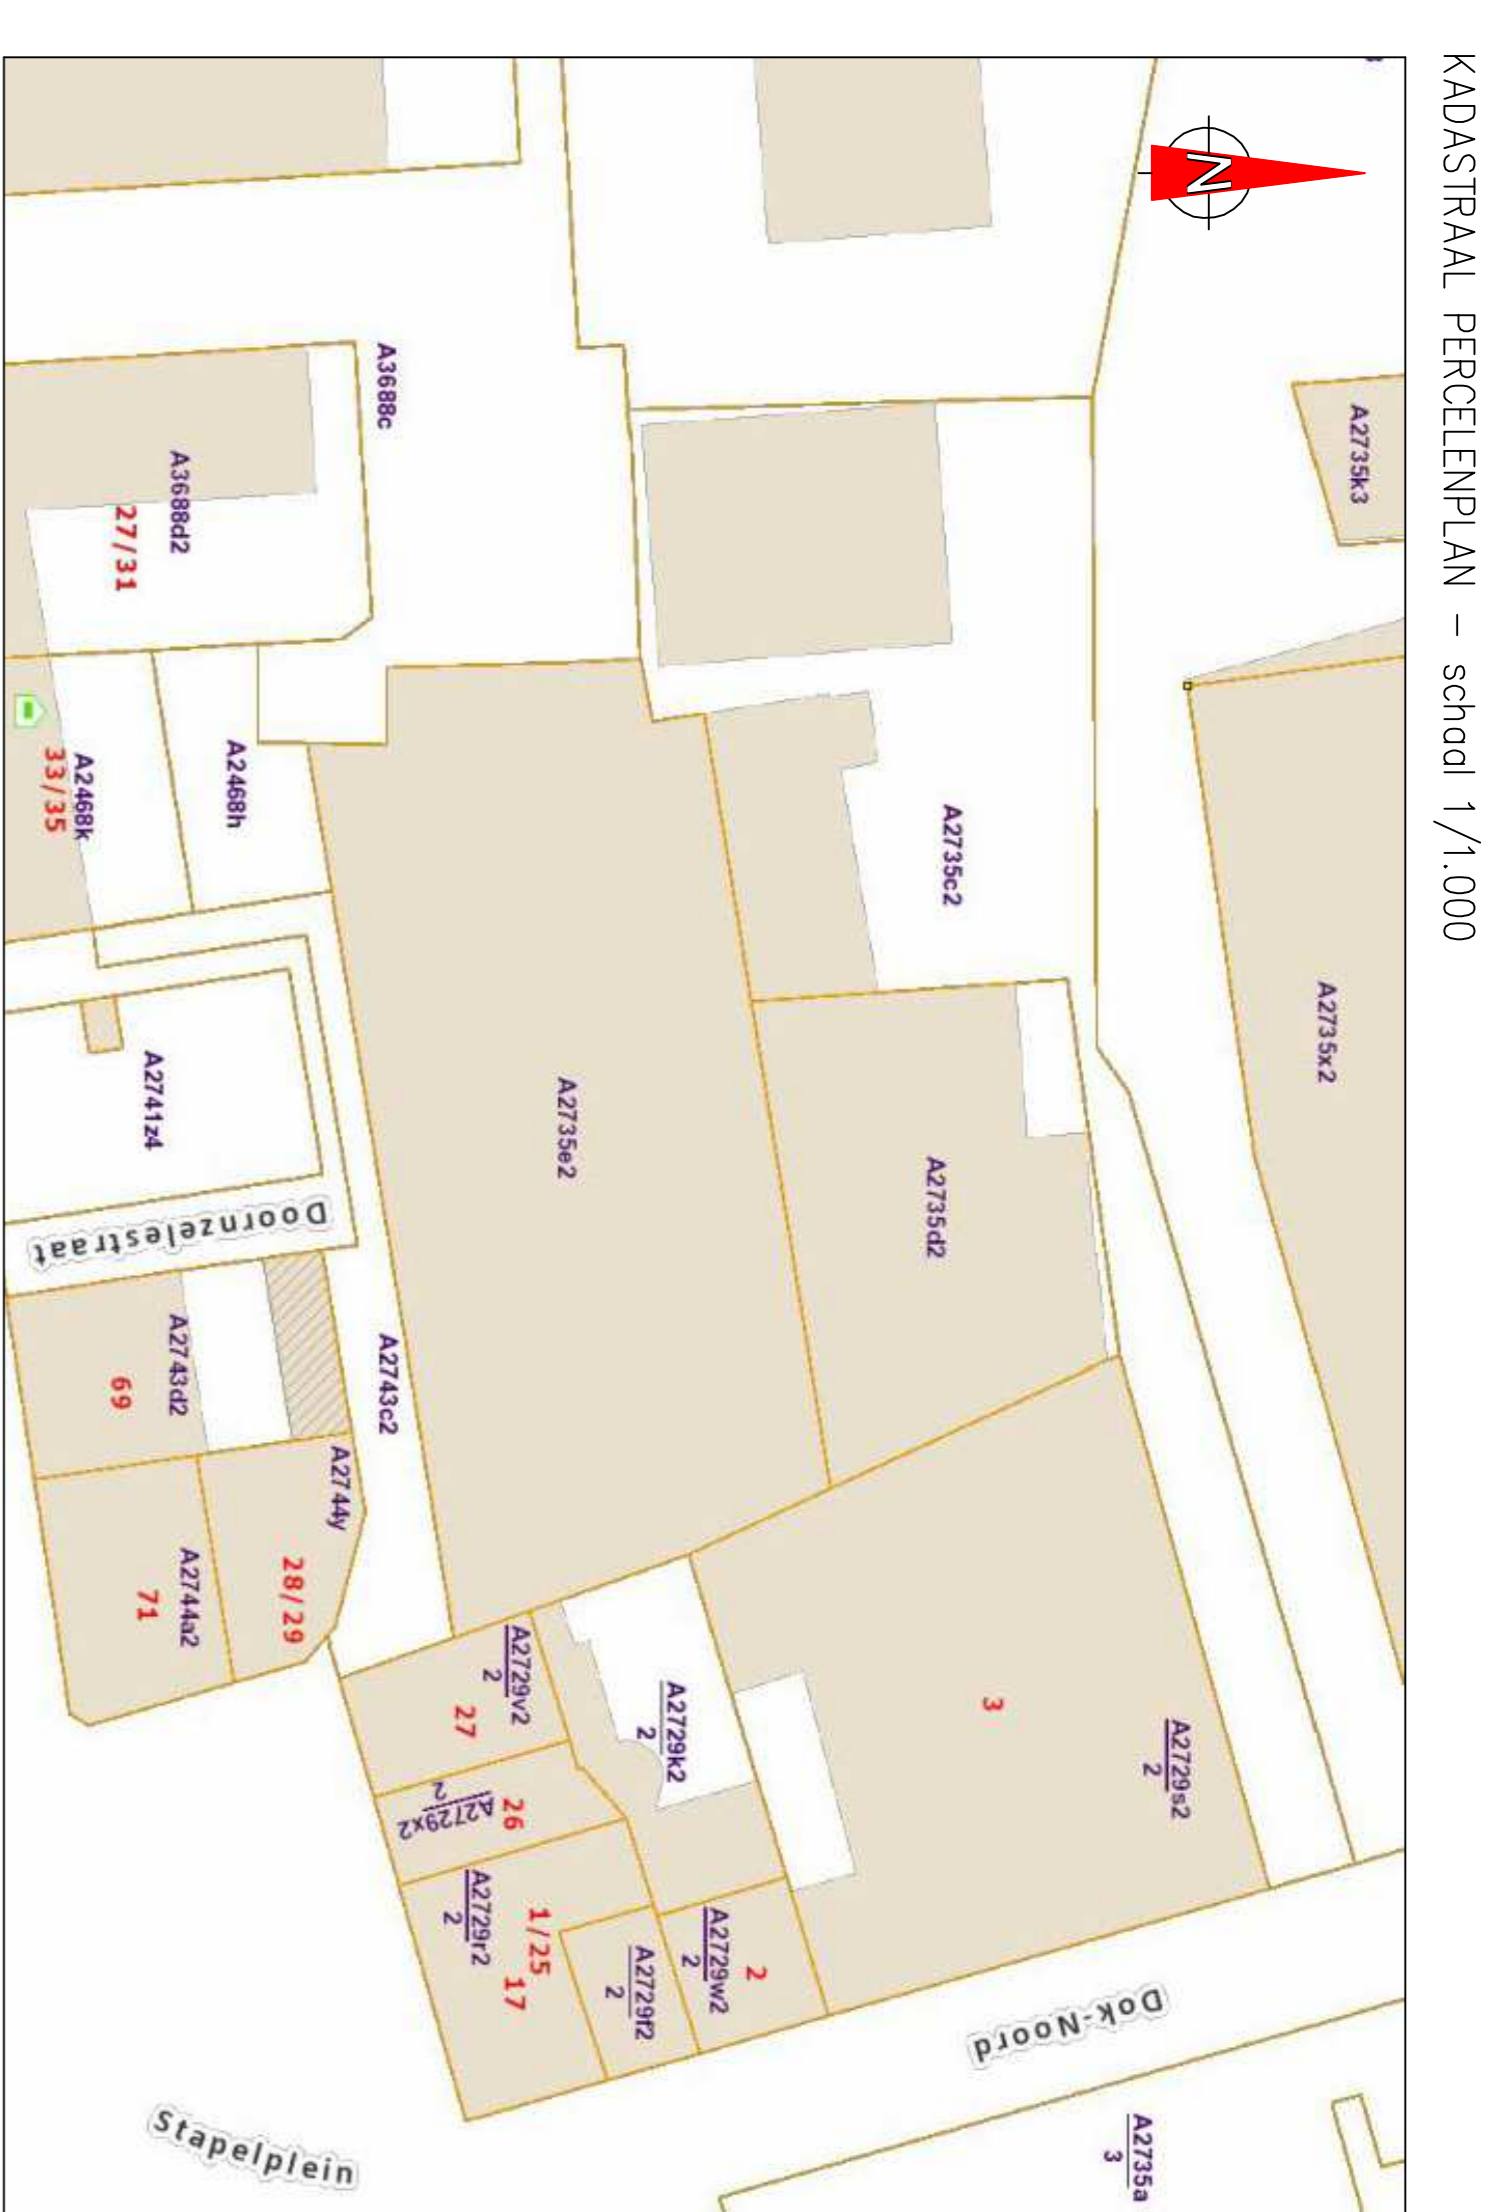 KADASTRAAL PERCELENPLAN – schaal 1/1.000
N
A2735k3
A2735x2
A3688c
A3688d2
27/31
A2735c2
A2468h
A2468k
33/35
A2735d2
A2735e2
A2741z4
Doornzelestraat
A2743c2
A2743d2
69
A2744y
28/29
A2744a2
71
A2729s2
2
3
A2729k2
2
A2729v2
2
27
26
A2729x2
2
A2729r2
2
1/25
17
A2729f2
2
2
A2729w2
2
Dok-Noord
Stapelplein
A2735a
3